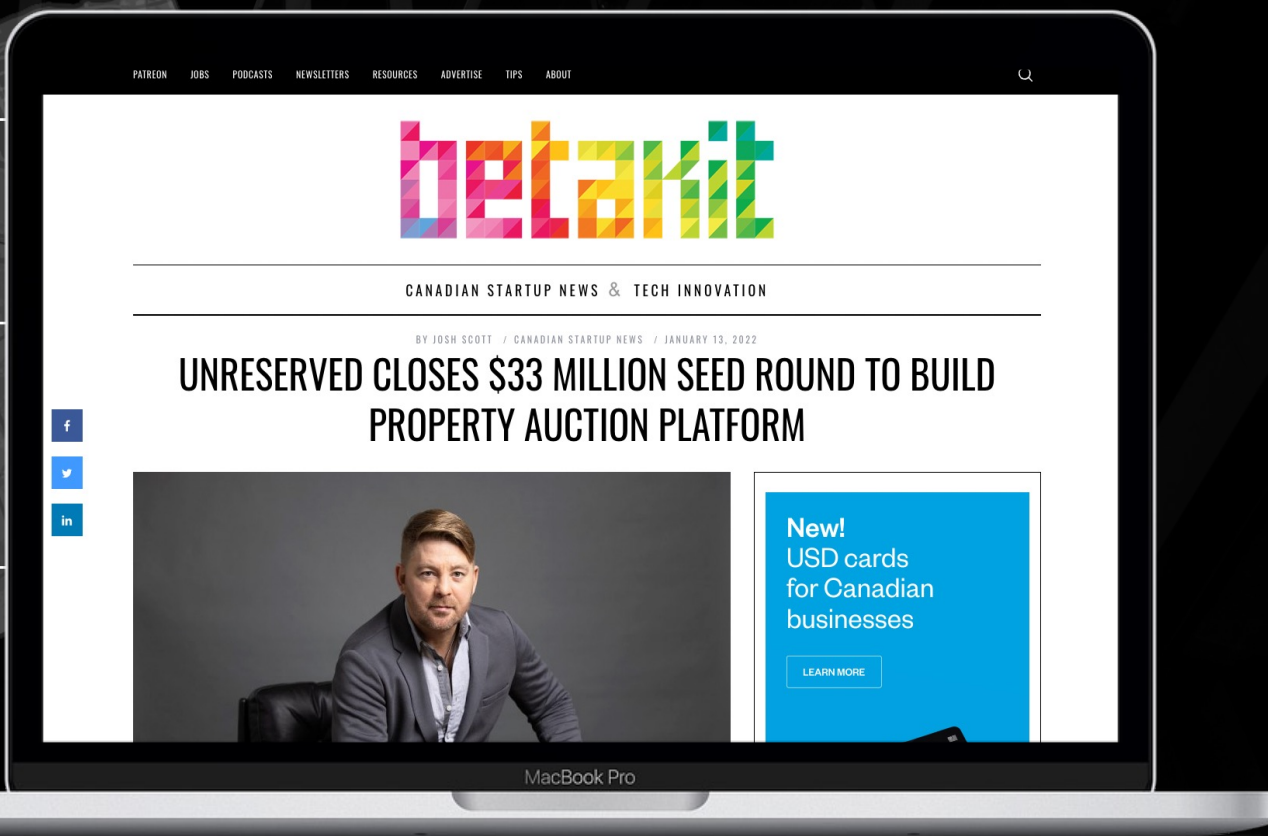 PATREON JOBS PODCASTS NEWSLETTERS RESOURCES ADVERTISE TIPS ABOUT
betakit
CANADIAN STARTUP NEWS & TECH INNOVATION
BY JOSH SCOTT / CANADIAN STARTUP NEWS / JANUARY 13, 2022
UNRESERVED CLOSES $33 MILLION SEED ROUND TO BUILD
PROPERTY AUCTION PLATFORM
f
in
New!
USD cards
for Canadian
businesses
LEARN MORE
MacBook Pro